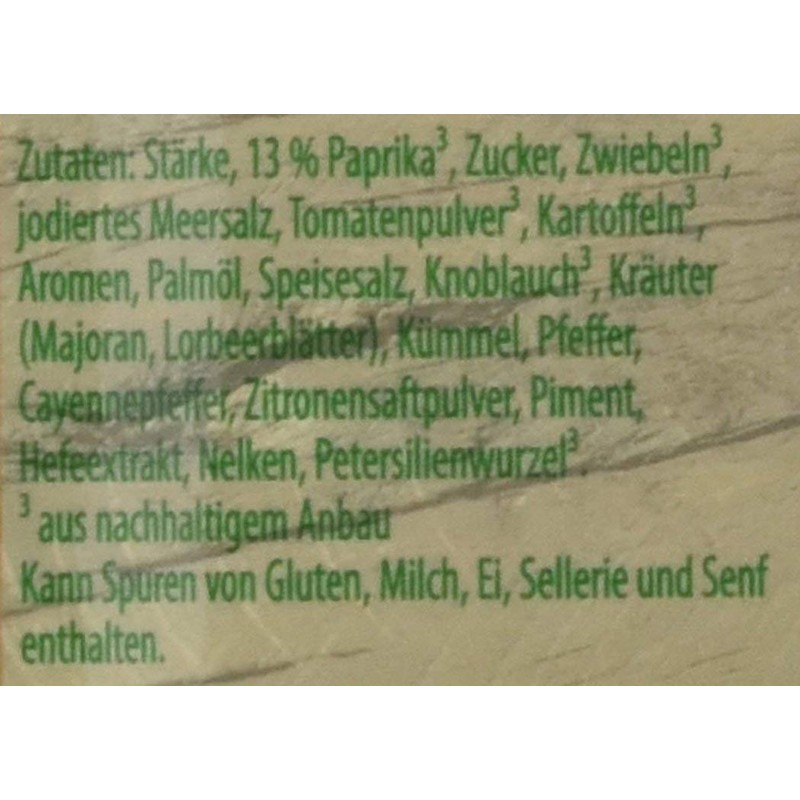 Zutaten: Stärke, 13 % Paprika³, Zucker, Zwiebeln³,
jodiertes Meersalz, Tomatenpulver³, Kartoffeln³,
Aromen, Palmöl, Speisesalz, Knoblauch³, Kräuter
(Majoran, Lorbeerblätter), Kümmel, Pfeffer,
Cayennepfeffer, Zitronensaftpulver, Piment,
Hefeextrakt, Nelken, Petersilienwurzel³.
³ aus nachhaltigem Anbau
Kann Spuren von Gluten, Milch, Ei, Sellerie und Senf
enthalten.